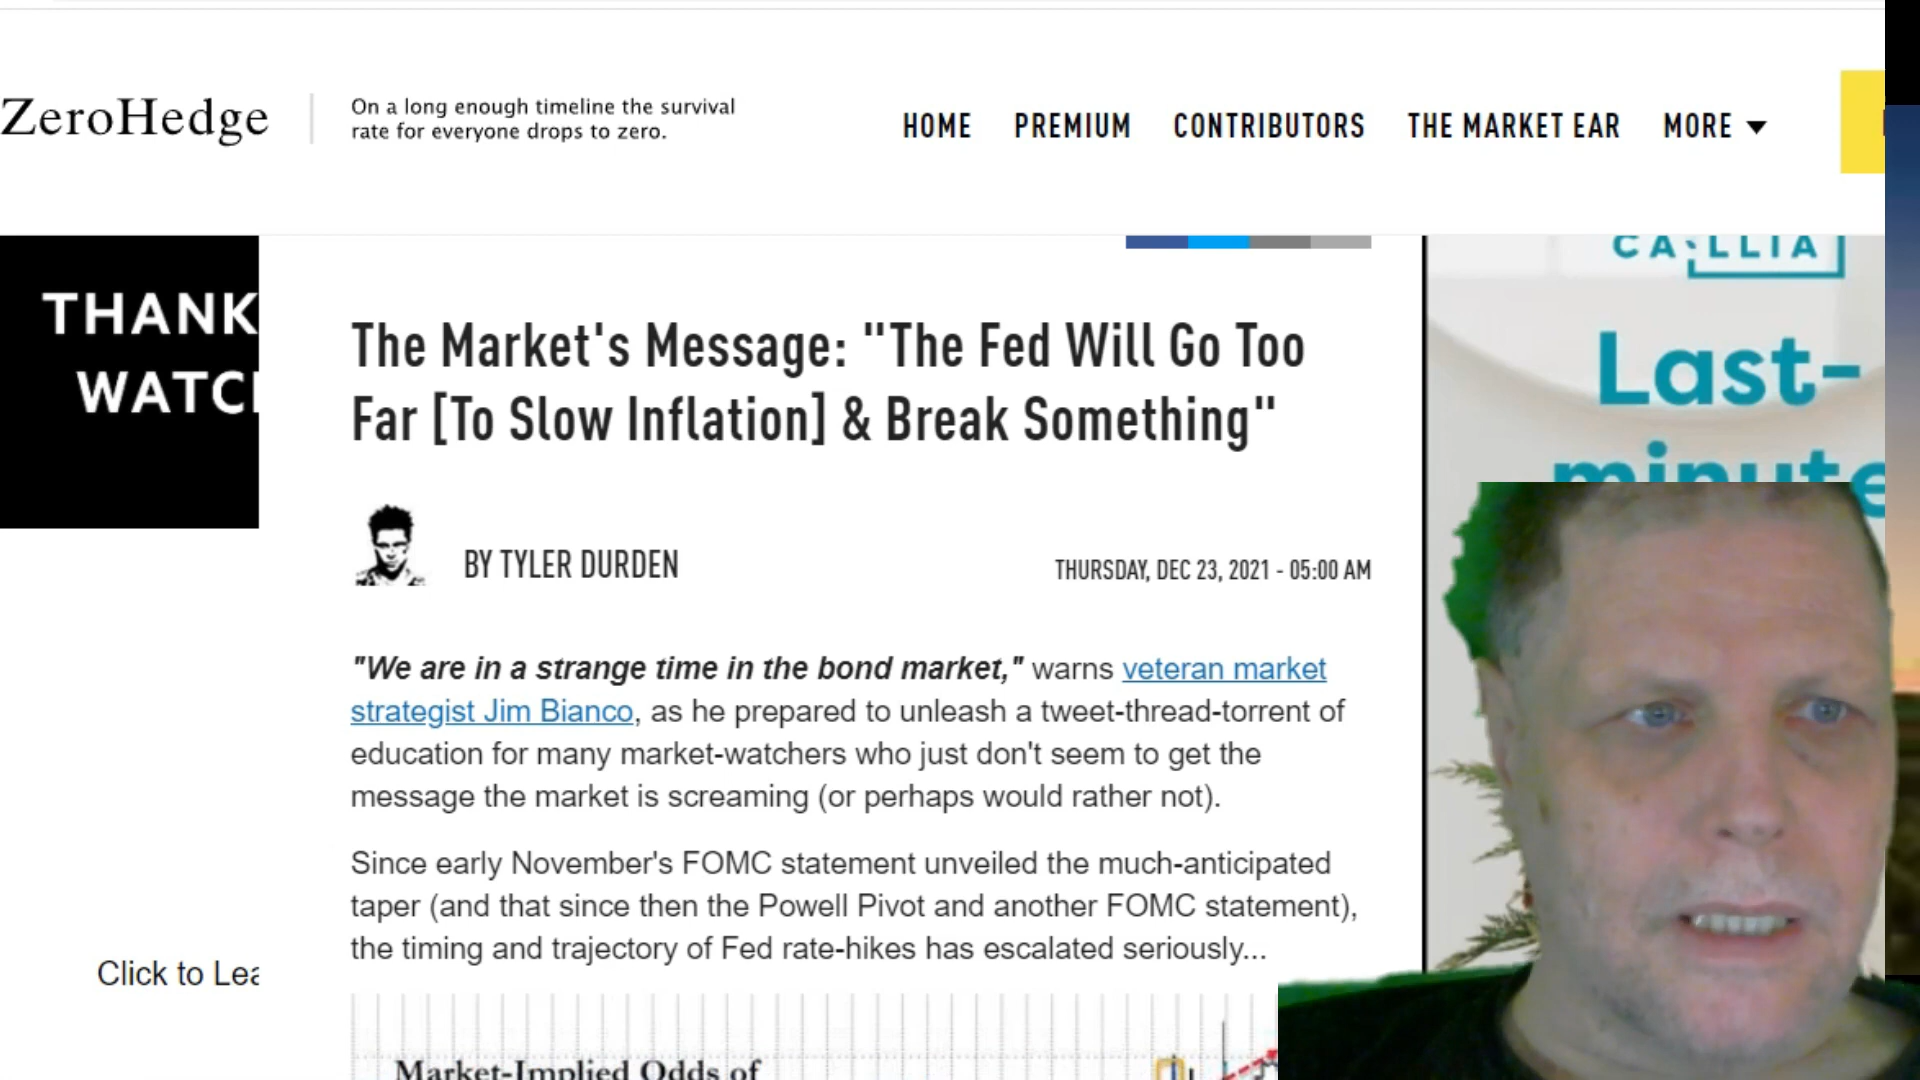 ZeroHedge
On a long enough timeline the survival
rate for everyone drops to zero.
HOME PREMIUM CONTRIBUTORS THE MARKET EAR MORE
THANK
CALLIA
Last-
minute
The Market's Message: "The Fed Will Go Too
Far [To Slow Inflation] & Break Something"
BY TYLER DURDEN
THURSDAY, DEC 23, 2021 - 05:00 AM
"We are in a strange time in the bond market," warns veteran market
strategist Jim Bianco, as he prepared to unleash a tweet-thread-torrent of
education for many market-watchers who just don't seem to get the
message the market is screaming (or perhaps would rather not).
Since early November's FOMC statement unveiled the much-anticipated
taper (and that since then the Powell Pivot and another FOMC statement),
the timing and trajectory of Fed rate-hikes has escalated seriously...
Click to
Market-Implied Odds of